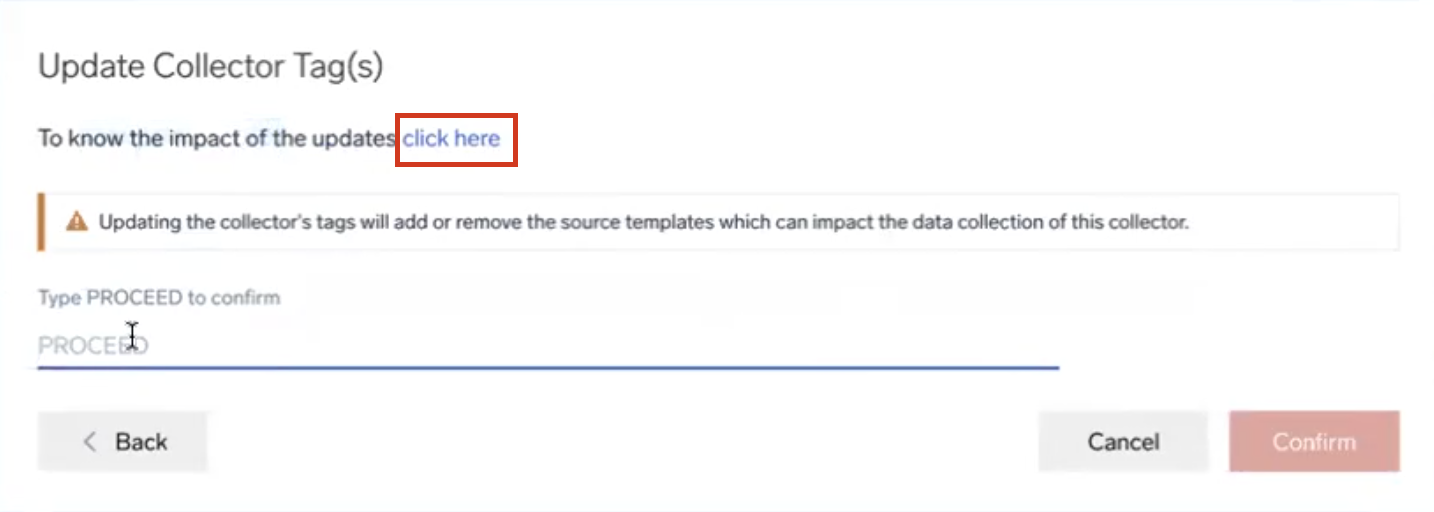 Update Collector Tag(s)
To know the impact of the updates click here
Updating the collector's tags will add or remove the source templates which can impact the data collection of this collector.
Type PROCEED to confirm
PROCEED
Back
Cancel
Confirm